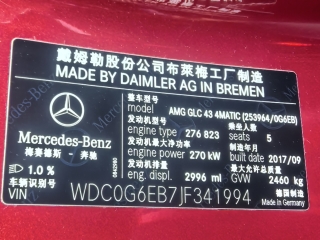 戴姆勒股份公司布莱梅工厂制造
MADE BY DAIMLER AG IN BREMEN
整车型号 乘坐人数
model AMG GLC 43 4MATIC (253964/0G6EB)
发动机型号 seats 5
engine type 276 823 制造年月
发动机最大净功率 built 2017/09
engine power 270 kW 最大允许总质量
发动机排量 GVW 2460 kg
engine displ. 2996 ml 德国制造
Made in Germany
Mercedes-Benz
梅赛德斯-奔驰
1.0 %
车辆识别代号
VIN WDC0G6EB7JF341994